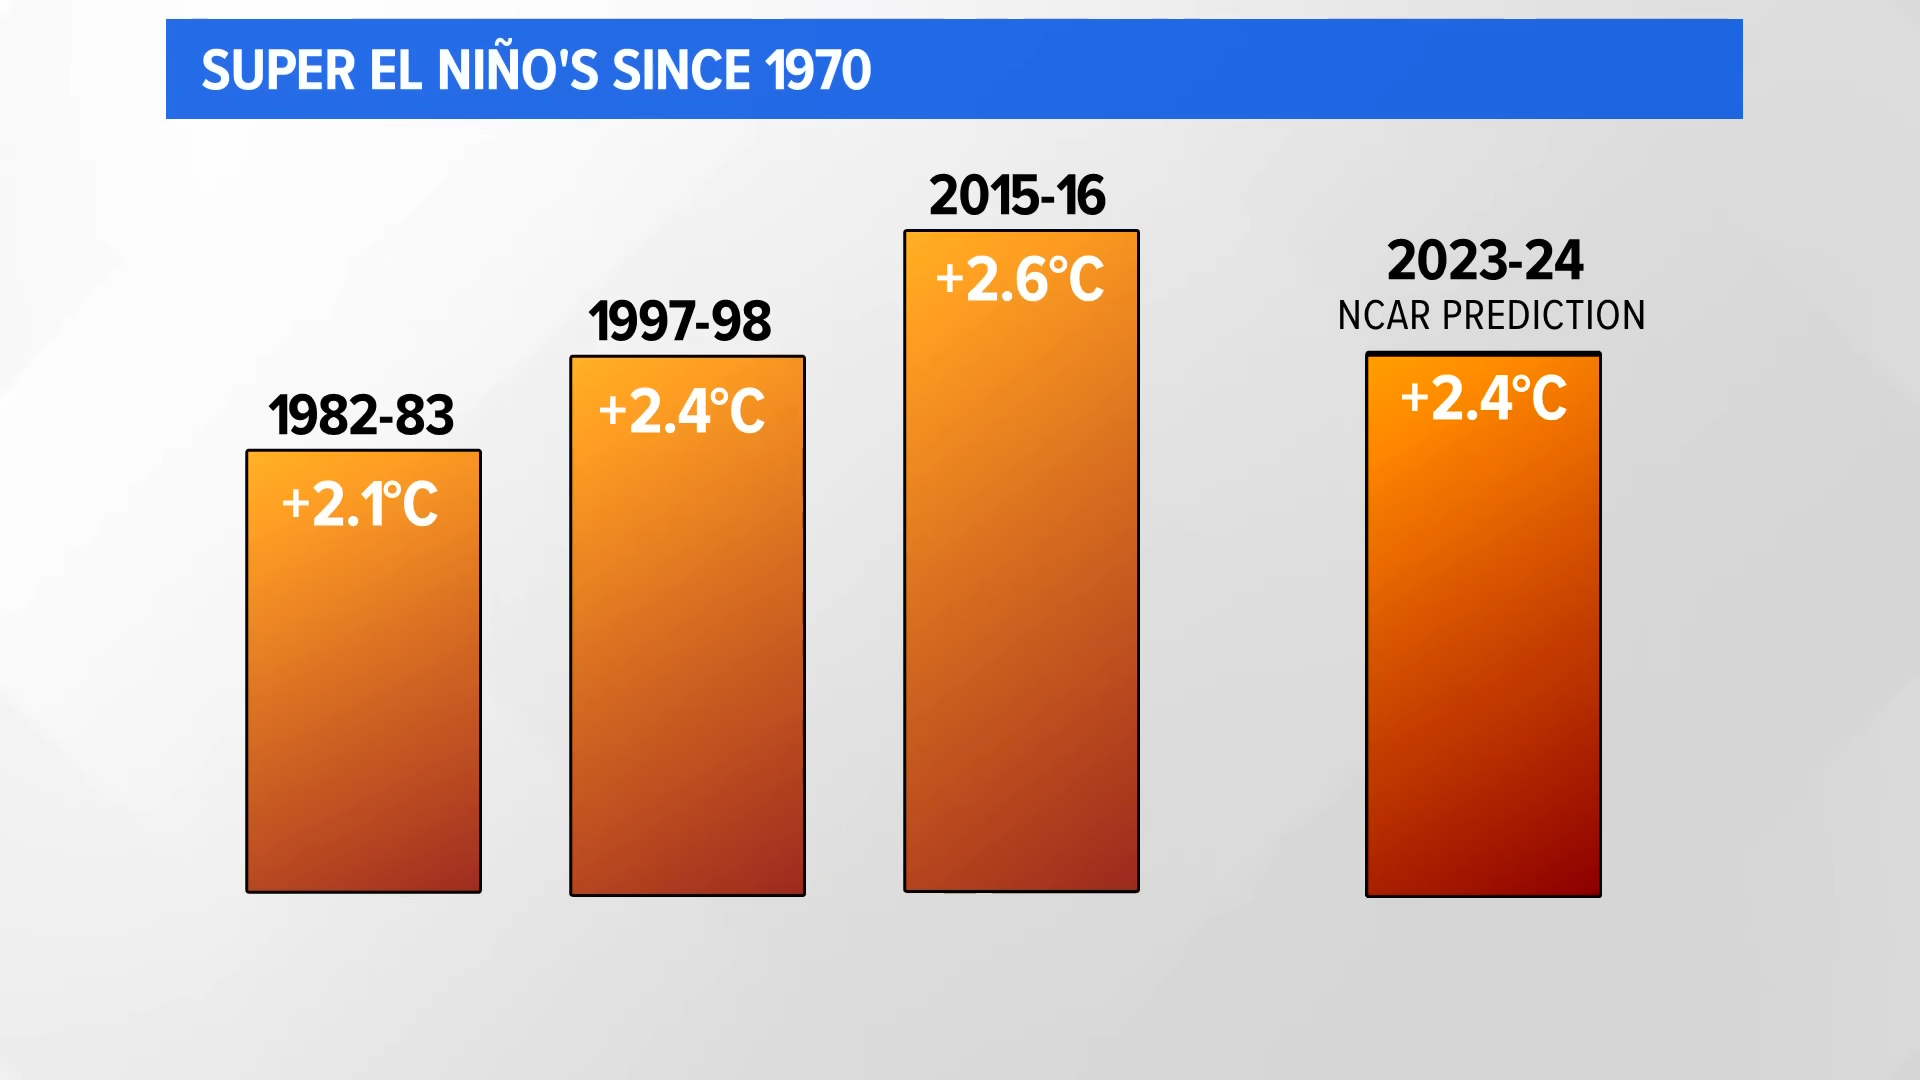 SUPER EL NIÑO'S SINCE 1970
1982-83
+2.1°C
1997-98
+2.4°C
2015-16
+2.6°C
2023-24
NCAR PREDICTION
+2.4°C